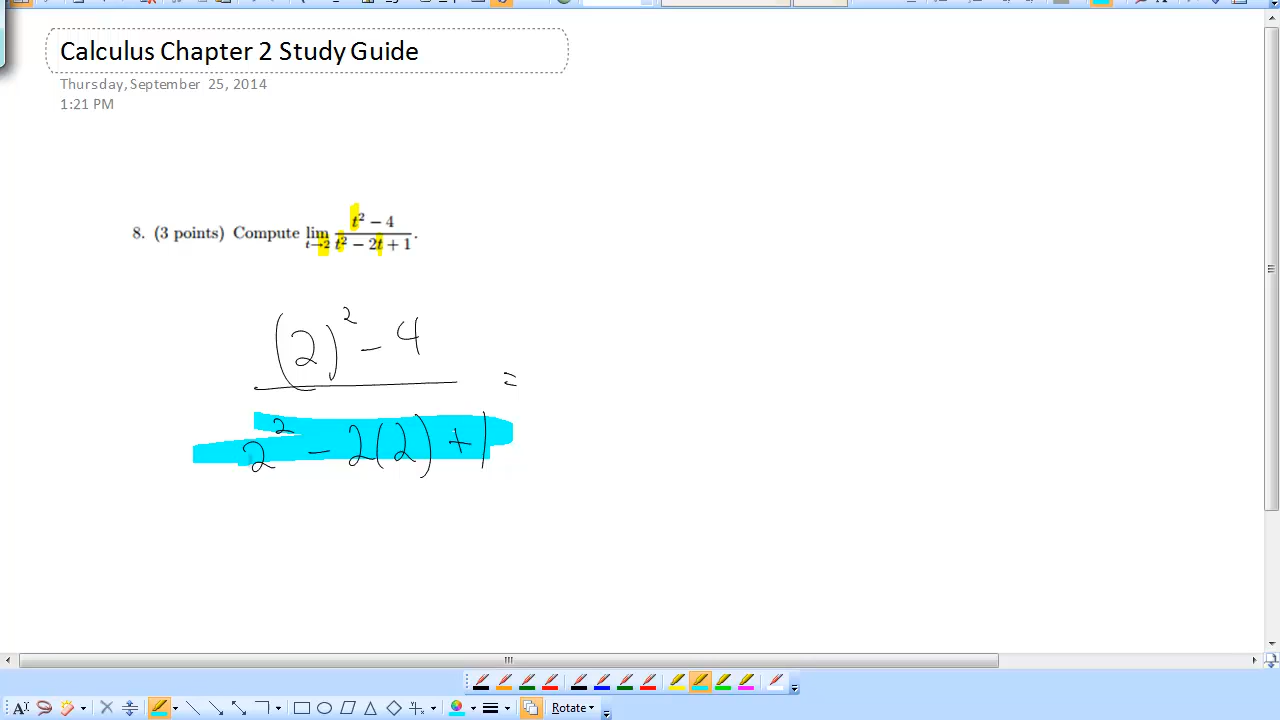 Calculus Chapter 2 Study Guide
Thursday, September 25, 2014
1:21 PM
8. (3 points) Compute lim t→2 (t² − 4)/(t² − 2t + 1).
(2)² − 4
=
2² − 2(2) + 1
Rotate